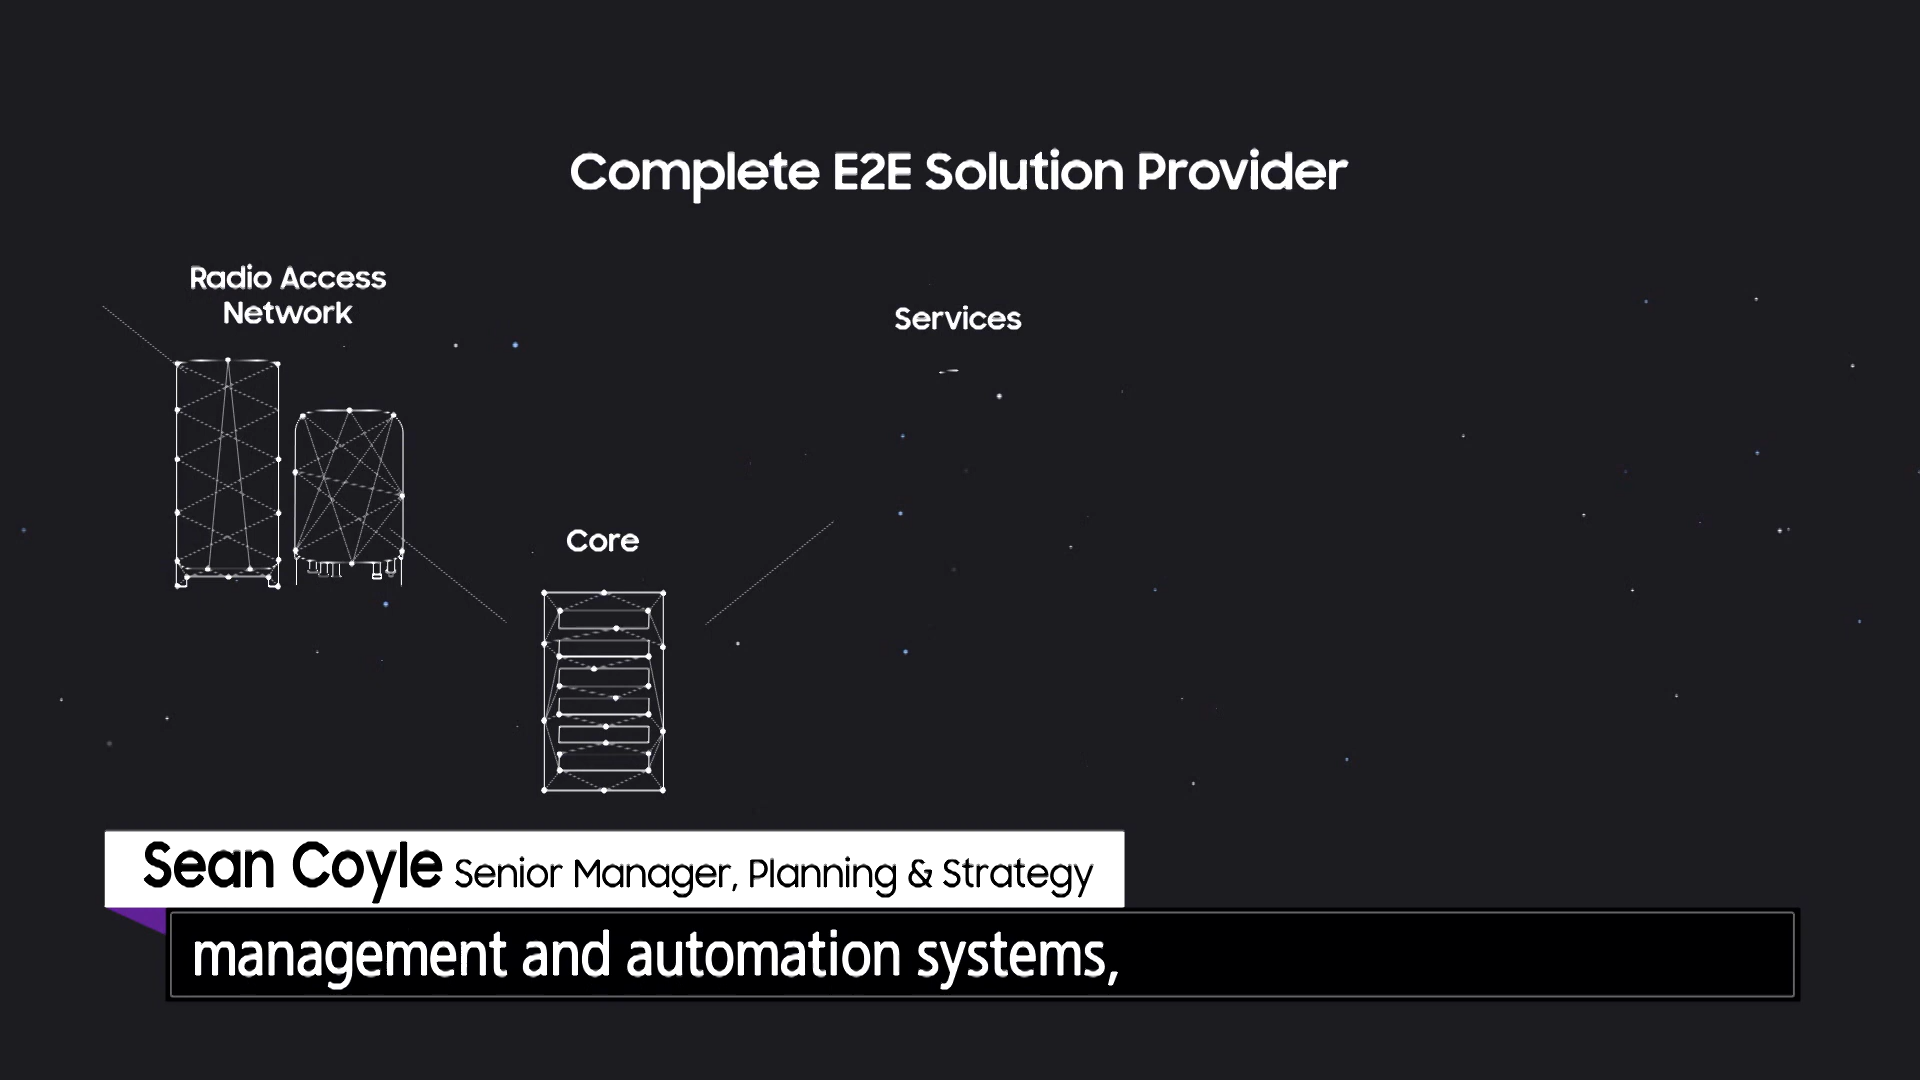 Complete E2E Solution Provider
Radio Access
Network
Services
Core
Sean Coyle Senior Manager, Planning & Strategy
management and automation systems,